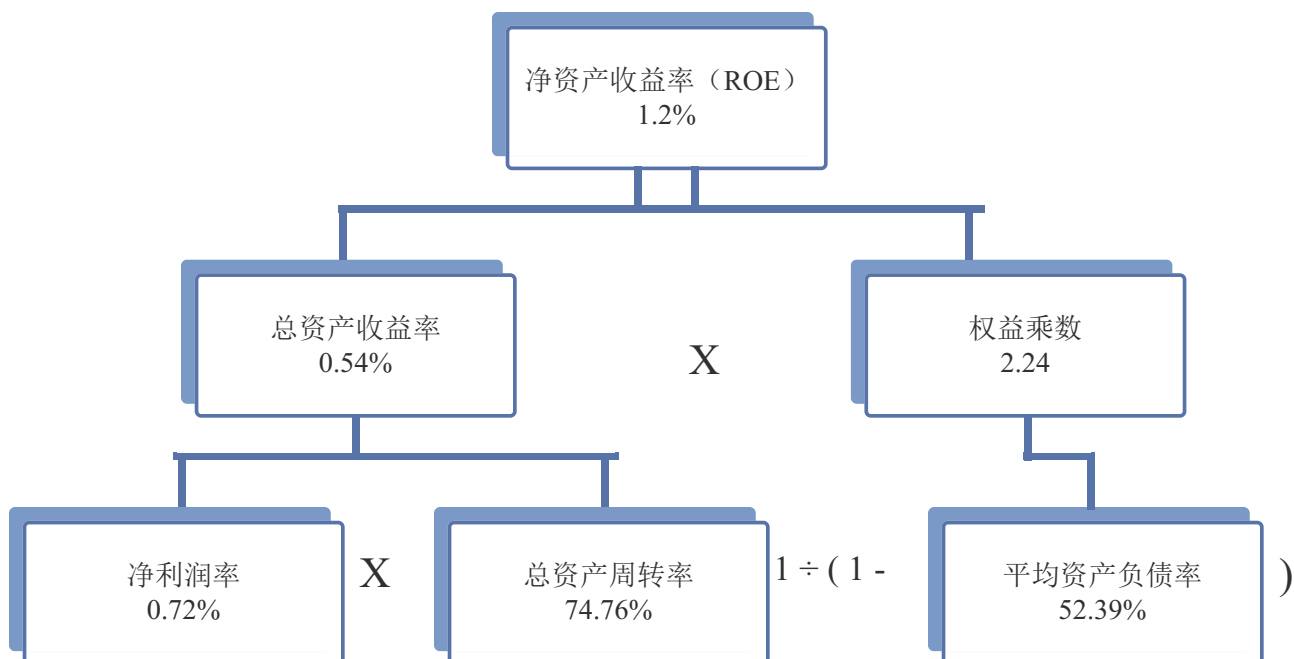 净资产收益率（ROE）
1.2%
总资产收益率
0.54%
X
权益乘数
2.24
净利润率
0.72%
X
总资产周转率
74.76%
1 ÷ ( 1 -
平均资产负债率
52.39%
)